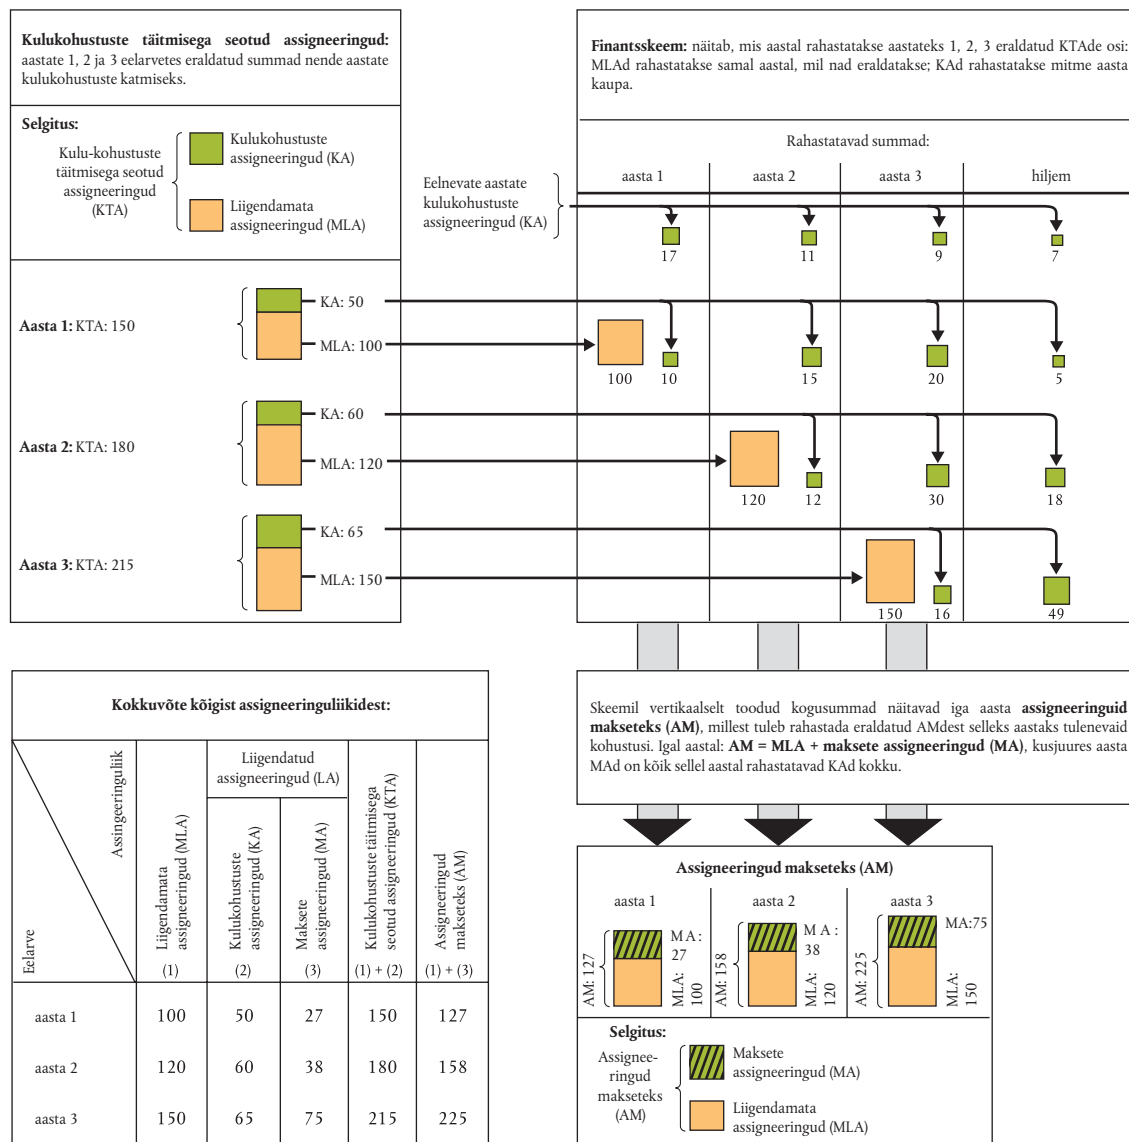 Kulukohustuste täitmisega seotud assigneeringud:
aastate 1, 2 ja 3 eelarvetes eraldatud summad nende aastate
kulukohustuste katmiseks.
Selgitus:
Kulu-kohustuste
täitmisega seotud
assigneeringud
(KTA)
Kulukohustuste
assigneeringud (KA)
Liigendamata
assigneeringud (MLA)
Finantsskeem: näitab, mis aastal rahastatakse aastateks 1, 2, 3 eraldatud KTAde osi:
MLAd rahastatakse samal aastal, mil nad eraldatakse; KAd rahastatakse mitme aasta
kaupa.
Rahastatavad summad:
aasta 1 aasta 2 aasta 3 hiljem
Eelnevate aastate
kulukohustuste
assigneeringud (KA)
17 11 9 7
Aasta 1: KTA: 150
KA: 50
MLA: 100
100 10 15 20 5
Aasta 2: KTA: 180
KA: 60
MLA: 120
120 12 30 18
Aasta 3: KTA: 215
KA: 65
MLA: 150
150 16 49
Skeemil vertikaalselt toodud kogusummad näitavad iga aasta assigneeringuid
makseteks (AM), millest tuleb rahastada eraldatud AMdest selleks aastaks tulenevaid
kohustusi. Igal aastal: AM = MLA + maksete assigneeringud (MA), kusjuures aasta
MAd on kõik sellel aastal rahastatavad KAd kokku.
Kokkuvõte kõigist assigneeringuliikidest:
Assingeeringuliik
Eelarve
Liigendamata
assigneeringud (MLA)
(1)
Liigendatud
assigneeringud (LA)
Kulukohustuste
assigneeringud (KA)
(2)
Maksete
assigneeringud (MA)
(3)
Kulukohustuste täitmisega
seotud assigneeringud (KTA)
(1) + (2)
Assigneeringud
makseteks (AM)
(1) + (3)
aasta 1 100 50 27 150 127
aasta 2 120 60 38 180 158
aasta 3 150 65 75 215 225
Assigneeringud makseteks (AM)
aasta 1 aasta 2 aasta 3
AM: 127
MA:
27
MLA:
100
AM: 158
MA:
38
MLA:
120
AM: 225
MA:75
MLA:
150
Selgitus:
Assignee-
ringud
makseteks
(AM)
Maksete
assigneeringud (MA)
Liigendamata
assigneeringud (MLA)